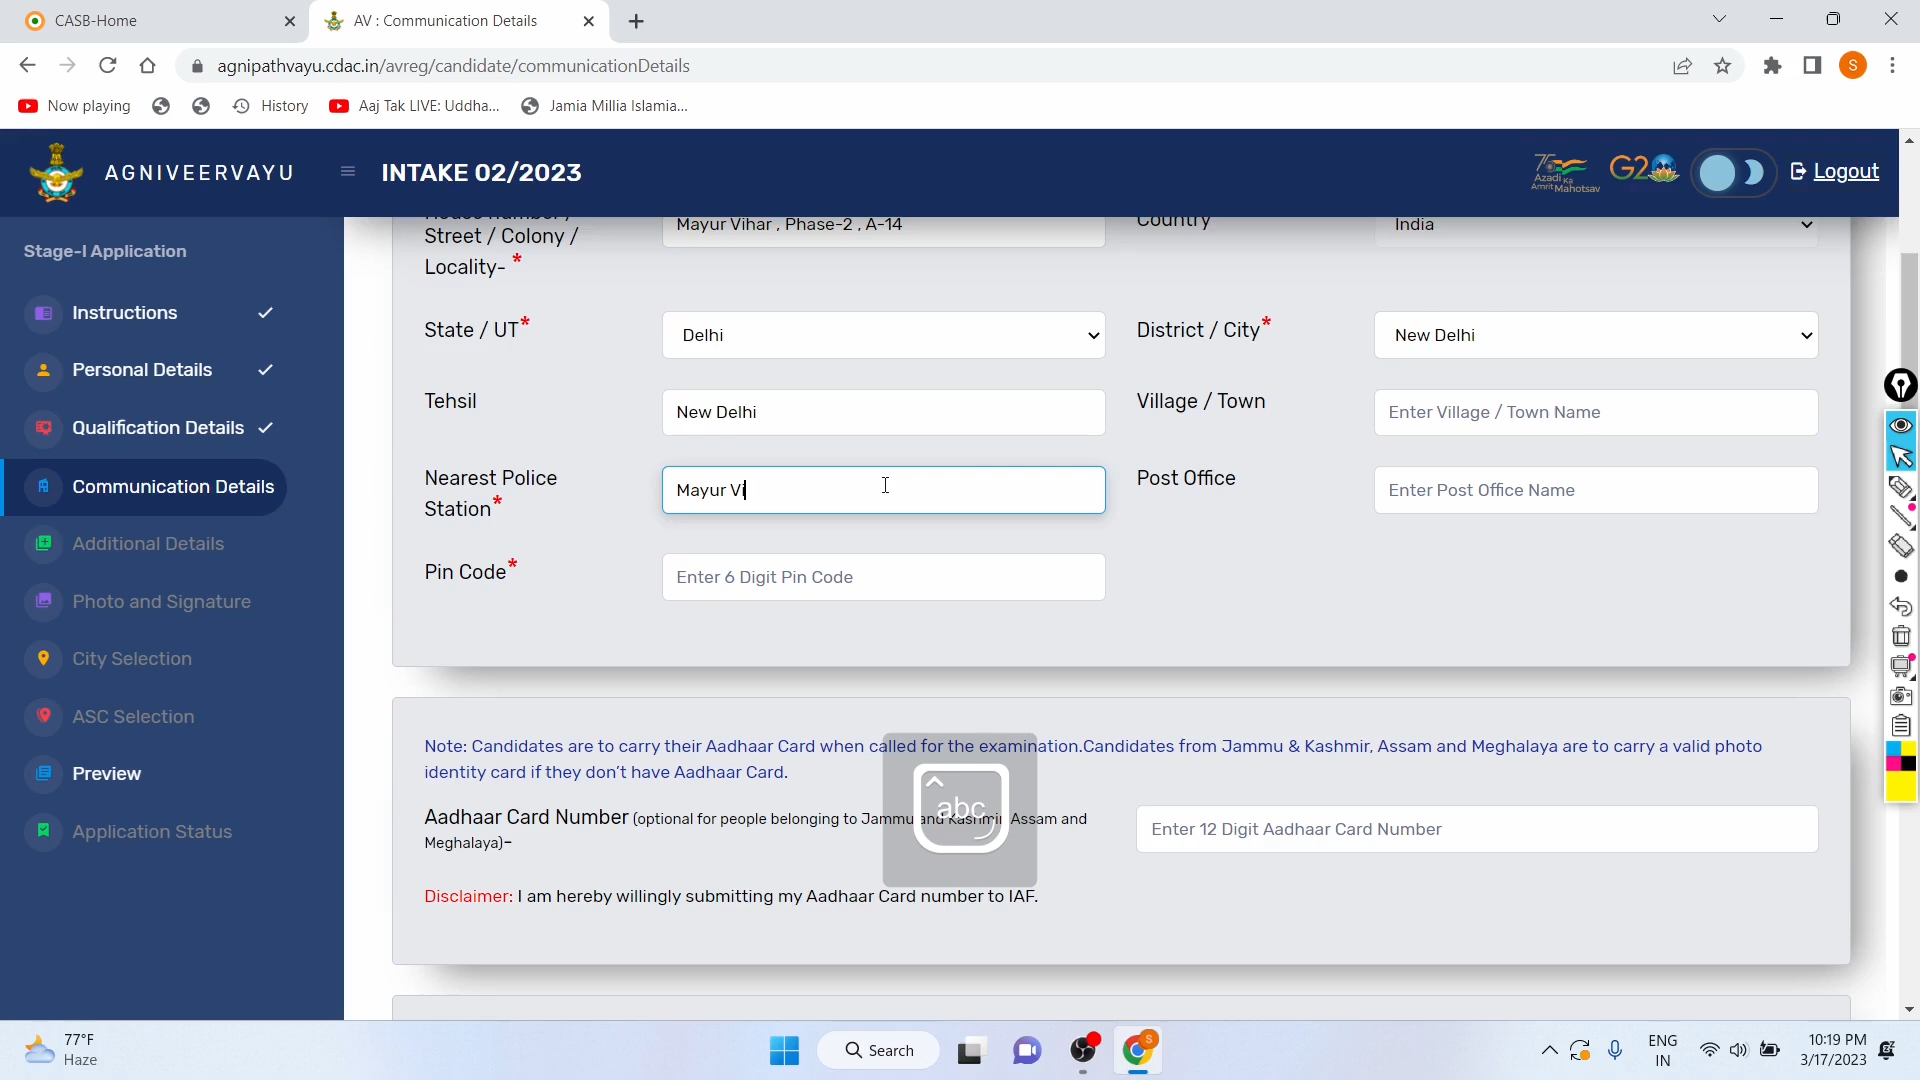 CASB-Home
AV : Communication Details
agnipathvayu.cdac.in/avreg/candidate/communicationDetails
S
Now playing
History
Aaj Tak LIVE: Uddha...
Jamia Millia Islamia...
AGNIVEERVAYU
INTAKE 02/2023
75
Azadi Ka
Amrit Mahotsav
G20
Logout
Stage-I Application
Instructions
Personal Details
Qualification Details
Communication Details
Additional Details
Photo and Signature
City Selection
ASC Selection
Preview
Application Status
House number /
Street / Colony /
Locality- *
Mayur Vihar , Phase-2 , A-14
Country
India
State / UT*
Delhi
District / City*
New Delhi
Tehsil
New Delhi
Village / Town
Enter Village / Town Name
Nearest Police
Station*
Mayur Vi
Post Office
Enter Post Office Name
Pin Code*
Enter 6 Digit Pin Code
Note: Candidates are to carry their Aadhaar Card when called for the examination.Candidates from Jammu & Kashmir, Assam and Meghalaya are to carry a valid photo
identity card if they don't have Aadhaar Card.
Aadhaar Card Number (optional for people belonging to Jammu and Kashmir Assam and
Meghalaya)-
Enter 12 Digit Aadhaar Card Number
abc
Disclaimer: I am hereby willingly submitting my Aadhaar Card number to IAF.
77°F
Haze
Search
S
ENG
IN
10:19 PM
3/17/2023